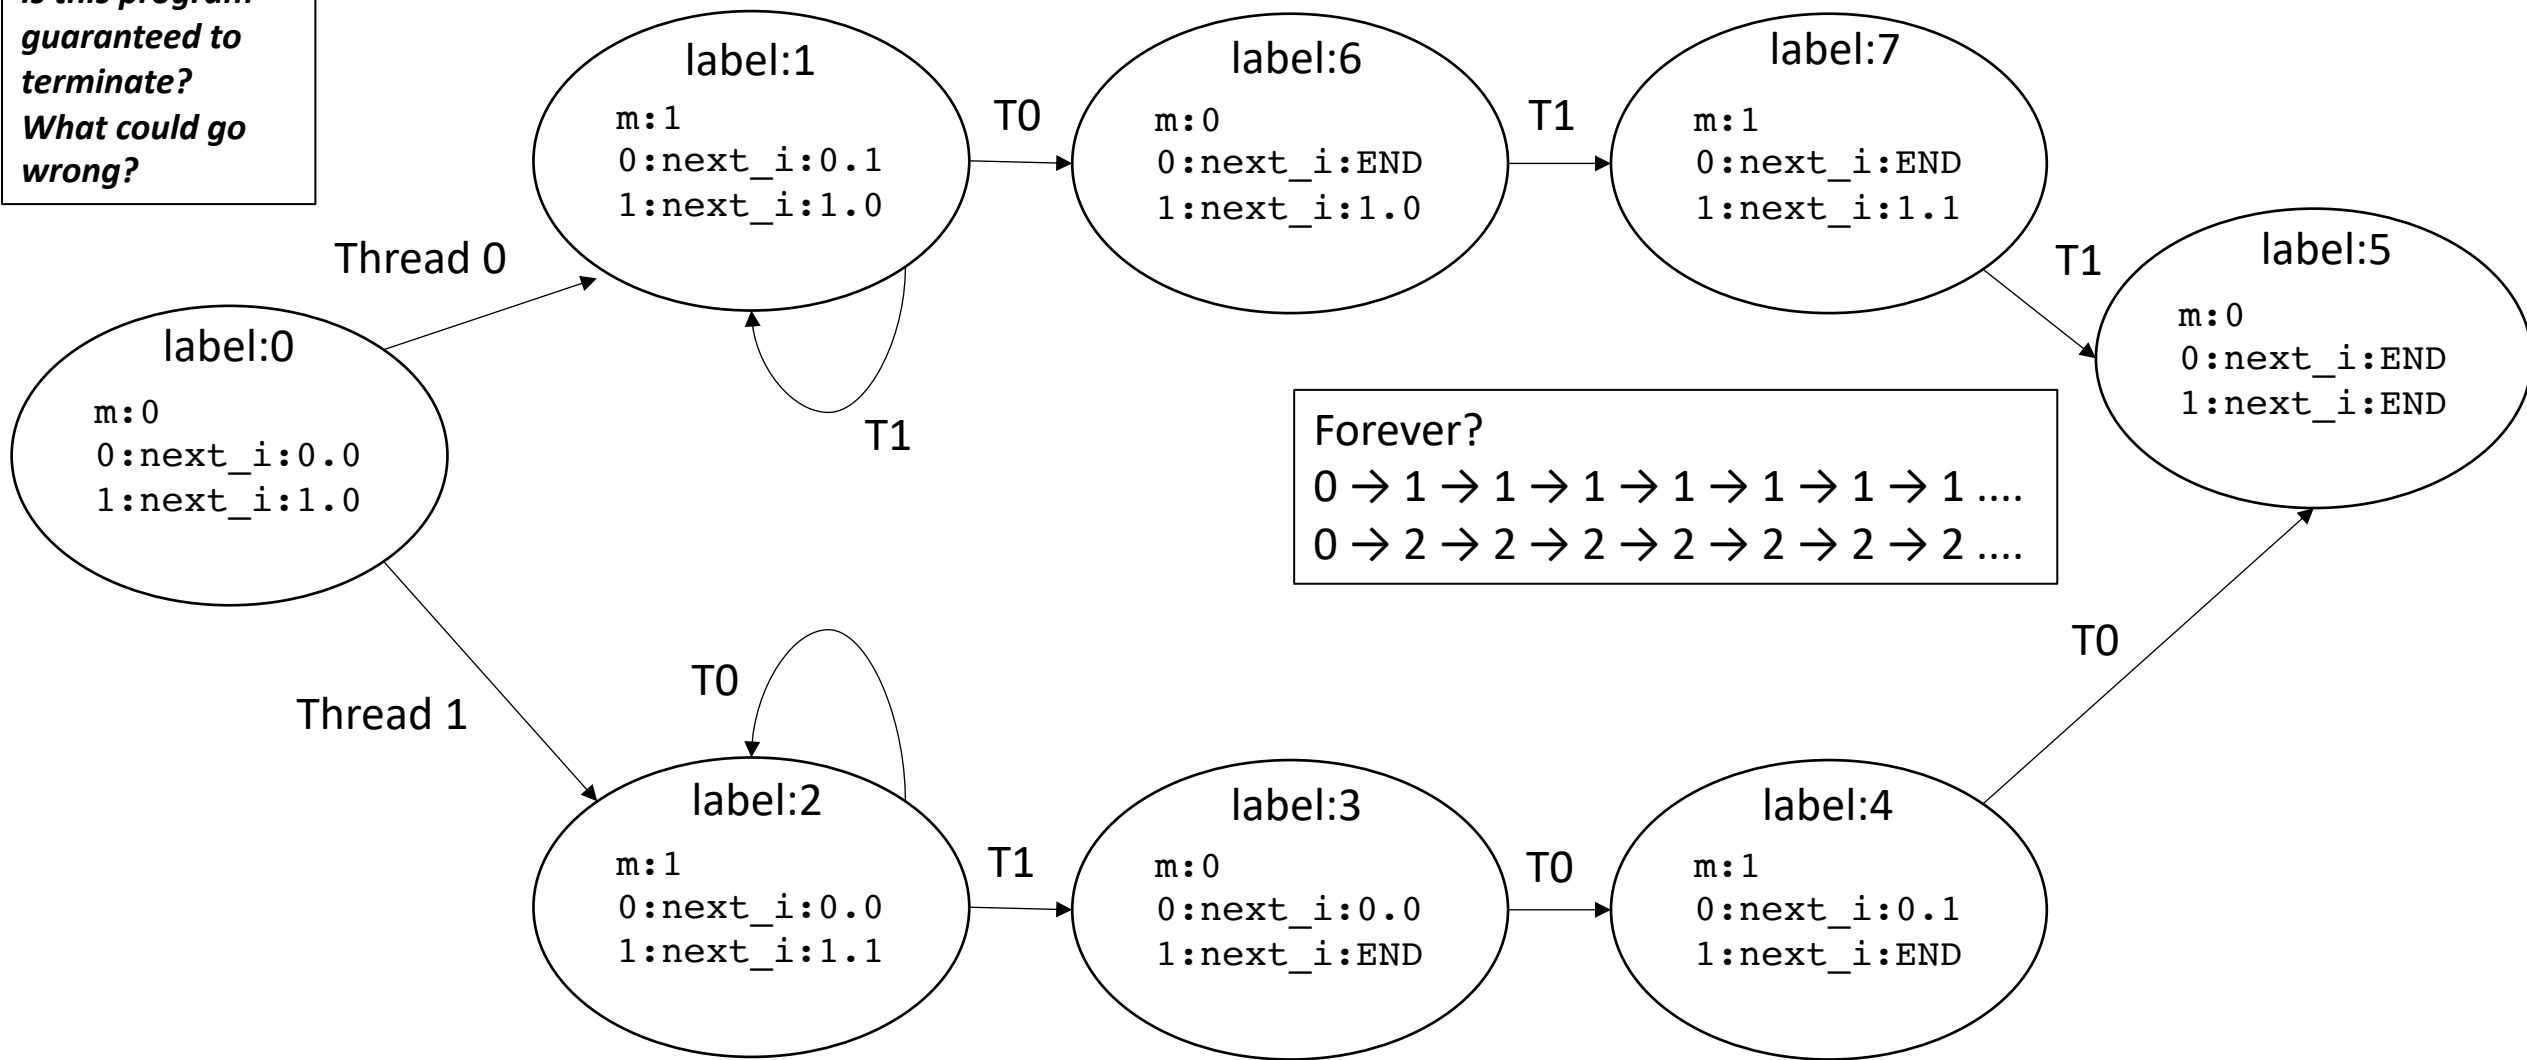 is this program
guaranteed to
terminate?
What could go
wrong?
label:1
m:1
0:next_i:0.1
1:next_i:1.0
T0
label:6
m:0
0:next_i:END
1:next_i:1.0
T1
label:7
m:1
0:next_i:END
1:next_i:1.1
T1
label:5
m:0
0:next_i:END
1:next_i:END
Thread 0
label:0
m:0
0:next_i:0.0
1:next_i:1.0
T1
Forever?
0 → 1 → 1 → 1 → 1 → 1 → 1 → 1 ....
0 → 2 → 2 → 2 → 2 → 2 → 2 → 2 ....
Thread 1
T0
T0
label:2
m:1
0:next_i:0.0
1:next_i:1.1
T1
label:3
m:0
0:next_i:0.0
1:next_i:END
T0
label:4
m:1
0:next_i:0.1
1:next_i:END